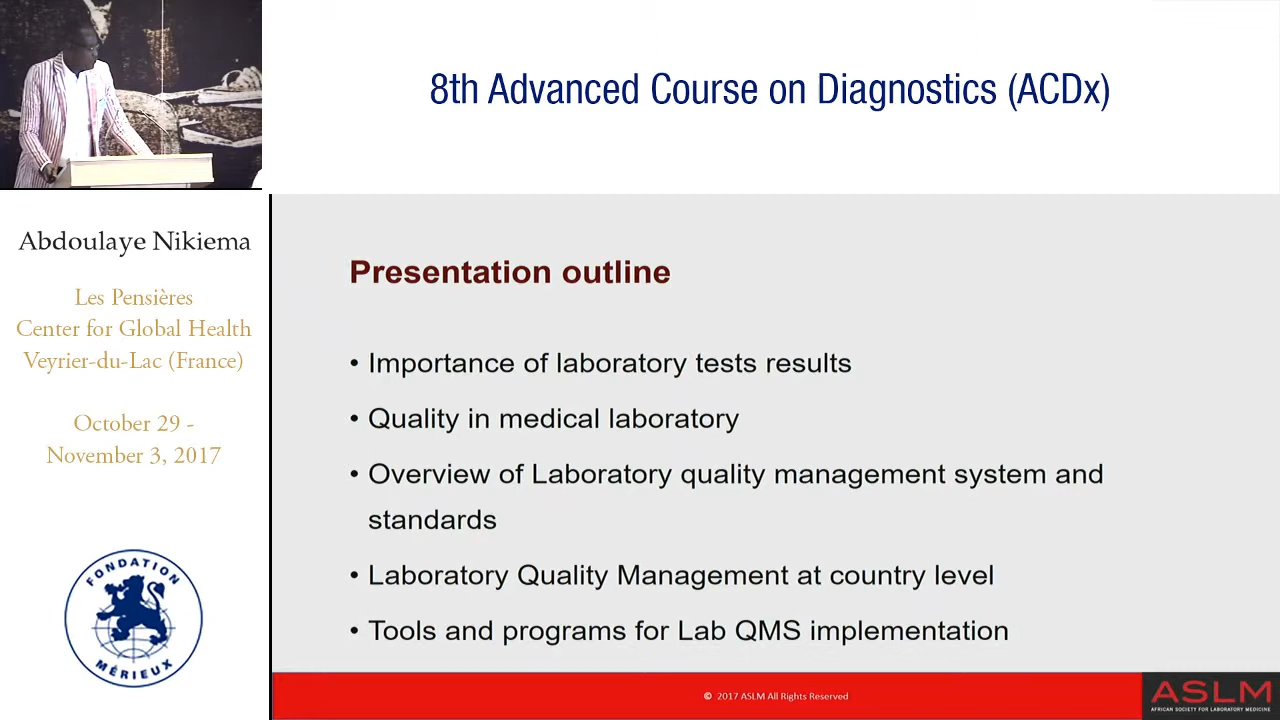 8th Advanced Course on Diagnostics (ACDx)
Abdoulaye Nikiema
Les Pensières
Center for Global Health
Veyrier-du-Lac (France)
October 29 -
November 3, 2017
FONDATION
MÉRIEUX
Presentation outline
• Importance of laboratory tests results
• Quality in medical laboratory
• Overview of Laboratory quality management system and
standards
• Laboratory Quality Management at country level
• Tools and programs for Lab QMS implementation
© 2017 ASLM All Rights Reserved
ASLM
AFRICAN SOCIETY FOR LABORATORY MEDICINE